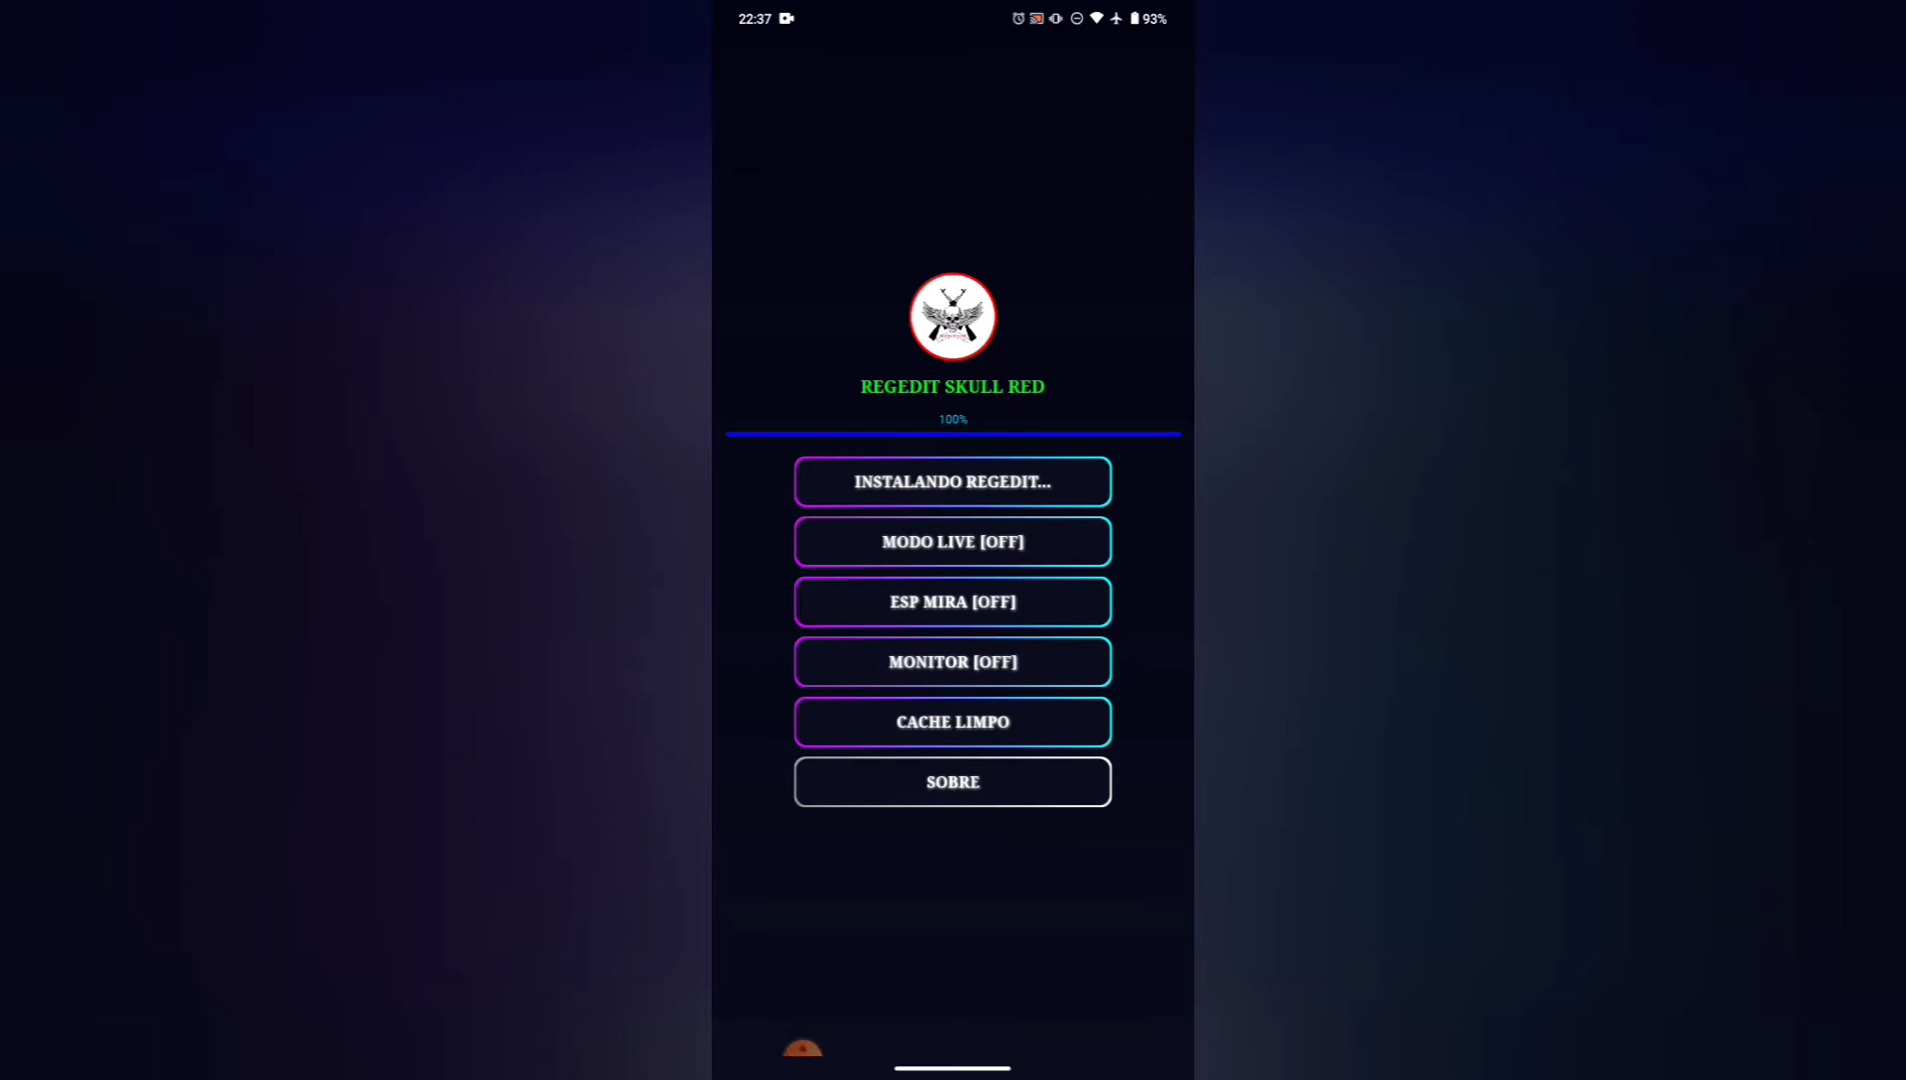 22:37
93%
REGEDIT SKULL RED
100%
INSTALANDO REGEDIT...
MODO LIVE [OFF]
ESP MIRA [OFF]
MONITOR [OFF]
CACHE LIMPO
SOBRE